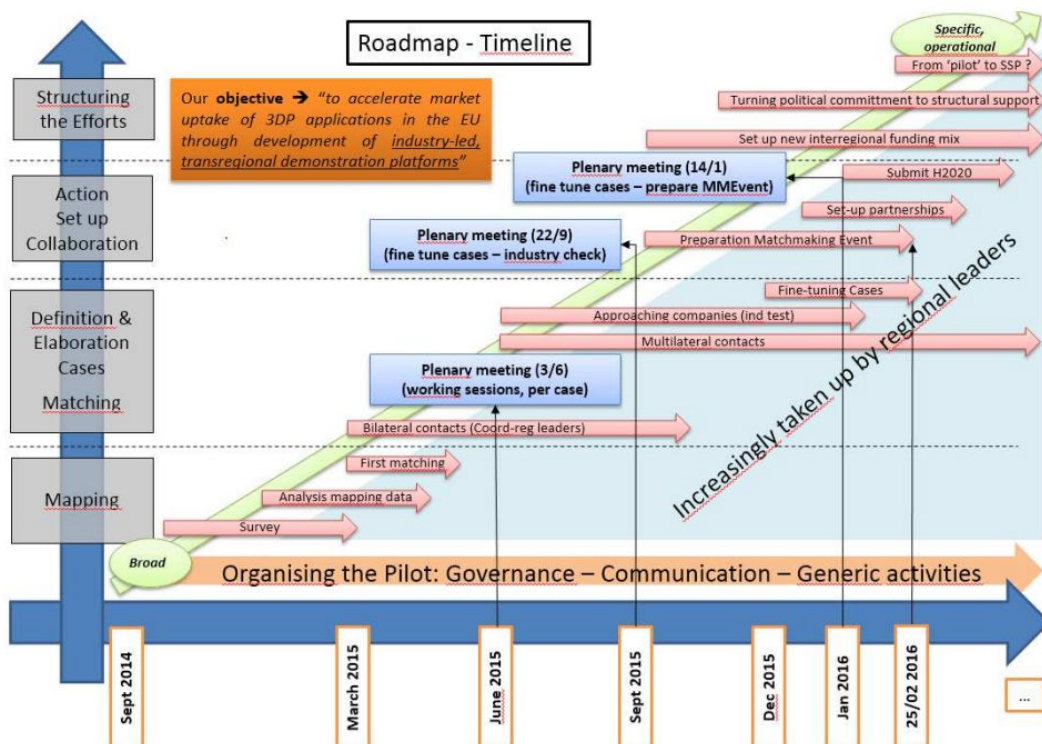 Roadmap - Timeline
Specific,
operational
From 'pilot' to SSP ?
Structuring
the Efforts
Our objective ➔ “to accelerate market
uptake of 3DP applications in the EU
through development of industry-led,
transregional demonstration platforms”
Turning political commitment to structural support
Set up new interregional funding mix
Action
Set up
Collaboration
Plenary meeting (14/1)
(fine tune cases – prepare MMEvent)
Submit H2020
Set-up partnerships
Plenary meeting (22/9)
(fine tune cases – industry check)
Preparation Matchmaking Event
Definition &
Elaboration
Cases
Matching
Fine-tuning Cases
Approaching companies (ind test)
Multilateral contacts
Plenary meeting (3/6)
(working sessions, per case)
Increasingly taken up by regional leaders
Bilateral contacts (Coord-reg leaders)
Mapping
First matching
Analysis mapping data
Survey
Broad
Organising the Pilot: Governance – Communication – Generic activities
Sept 2014
March 2015
June 2015
Sept 2015
Dec 2015
Jan 2016
25/02 2016
...